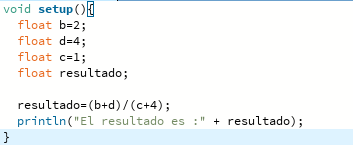 void setup(){
  float b=2;
  float d=4;
  float c=1;
  float resultado;

  resultado=(b+d)/(c+4);
  println("El resultado es :" + resultado);
}